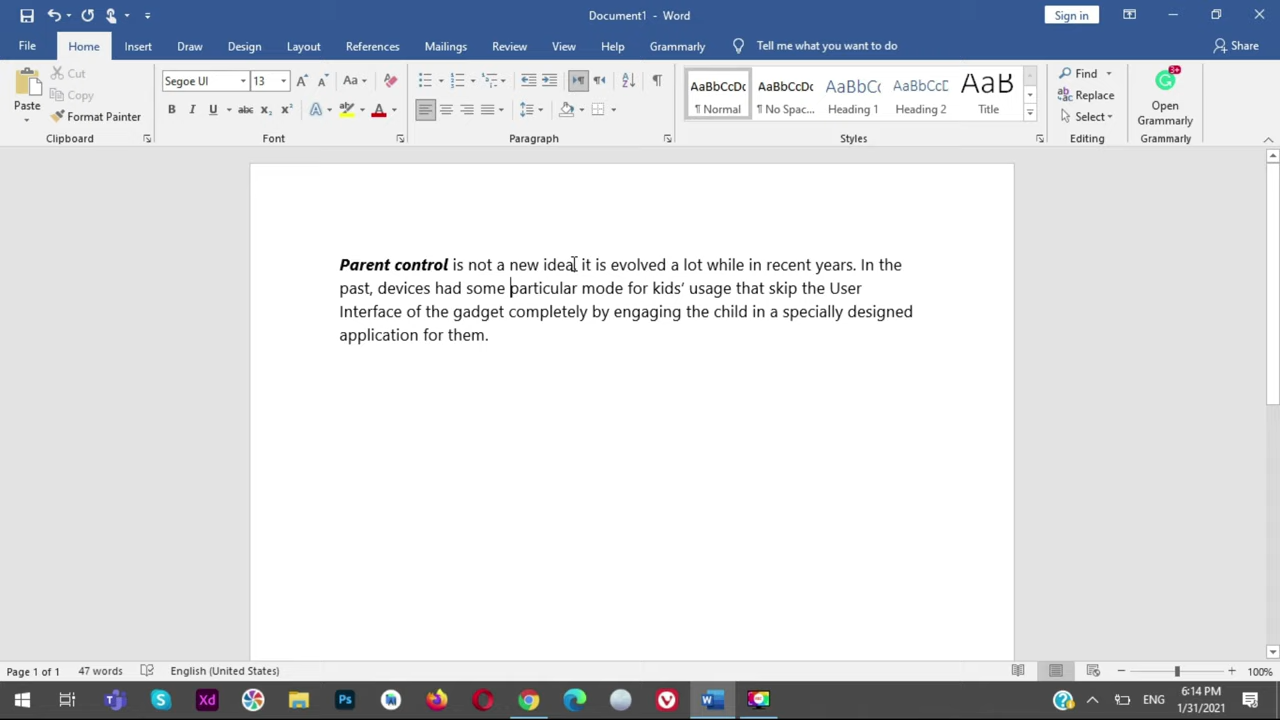 Document1 - Word
Sign in
File Home Insert Draw Design Layout References Mailings Review View Help Grammarly Tell me what you want to do Share
Paste
Cut
Copy
Format Painter
Clipboard
Segoe UI 13
Font
Paragraph
AaBbCcDc AaBbCcDc AaBbCc AaBbCcD AaB
¶ Normal ¶ No Spac... Heading 1 Heading 2 Title
Styles
Find
Replace
Select
Editing
3+
Open
Grammarly
Grammarly
Parent control is not a new idea, it is evolved a lot while in recent years. In the
past, devices had some particular mode for kids' usage that skip the User
Interface of the gadget completely by engaging the child in a specially designed
application for them.
Page 1 of 1 47 words English (United States) 100%
ENG 6:14 PM
1/31/2021